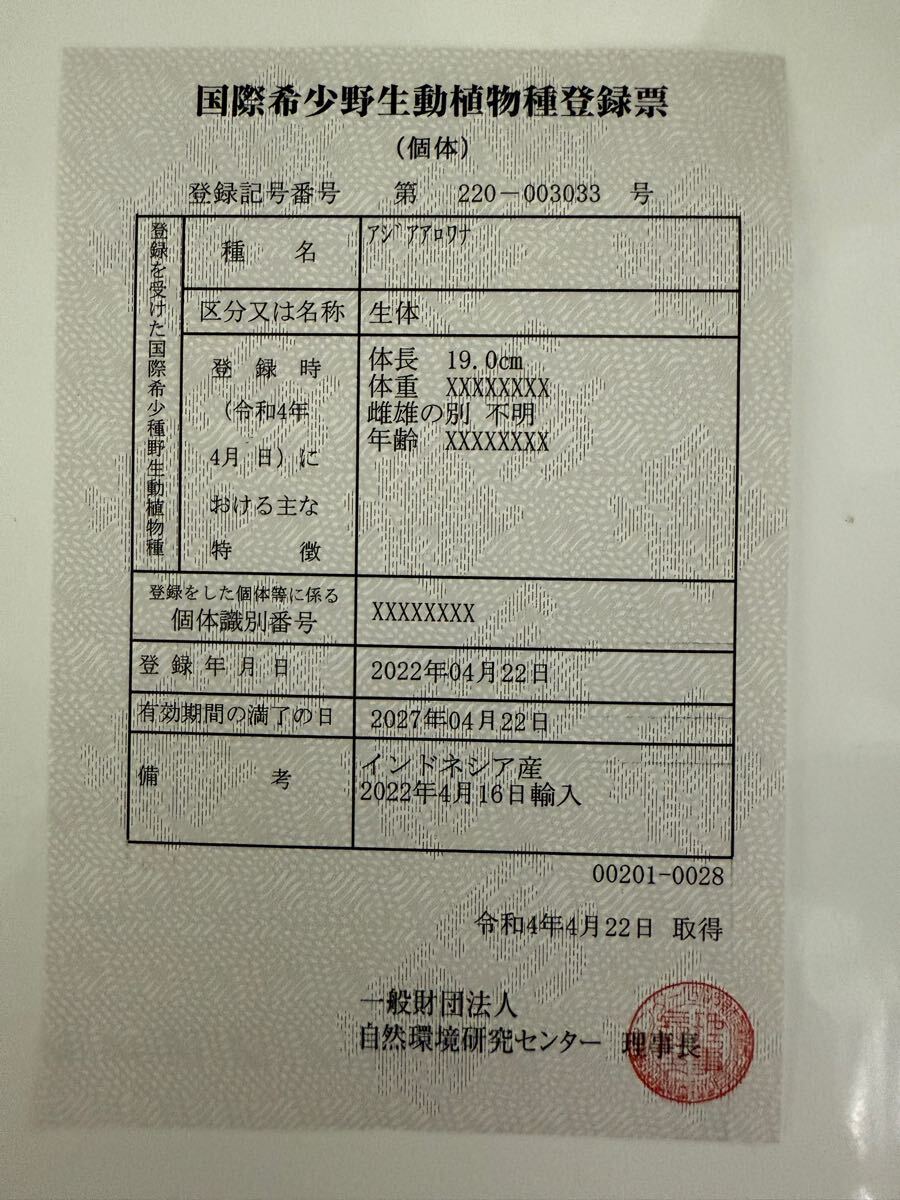 国際希少野生動植物種登録票
(個体)
登録記号番号 第 220-003033 号
登録を受けた国際希少種野生動植物種
種名 ｱｼﾞｱｱﾛﾜﾅ
区分又は名称 生体
登録時
(令和4年
4月 日)に
おける主な
特徴
体長 19.0cm
体重 XXXXXXXX
雌雄の別 不明
年齢 XXXXXXXX
登録をした個体等に係る
個体識別番号 XXXXXXXX
登録年月日 2022年04月22日
有効期間の満了の日 2027年04月22日
備考 インドネシア産
2022年4月16日輸入
00201-0028
令和4年4月22日 取得
一般財団法人
自然環境研究センター 理事長